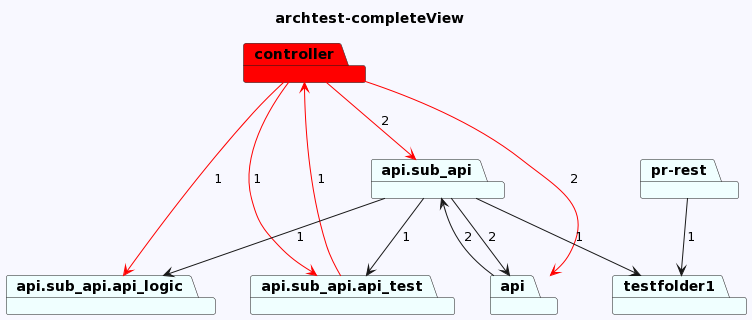 archtest-completeView
controller
2
api.sub_api
pr-rest
1
1
1
2
1
1
2
2
1
1
api.sub_api.api_logic
api.sub_api.api_test
api
testfolder1